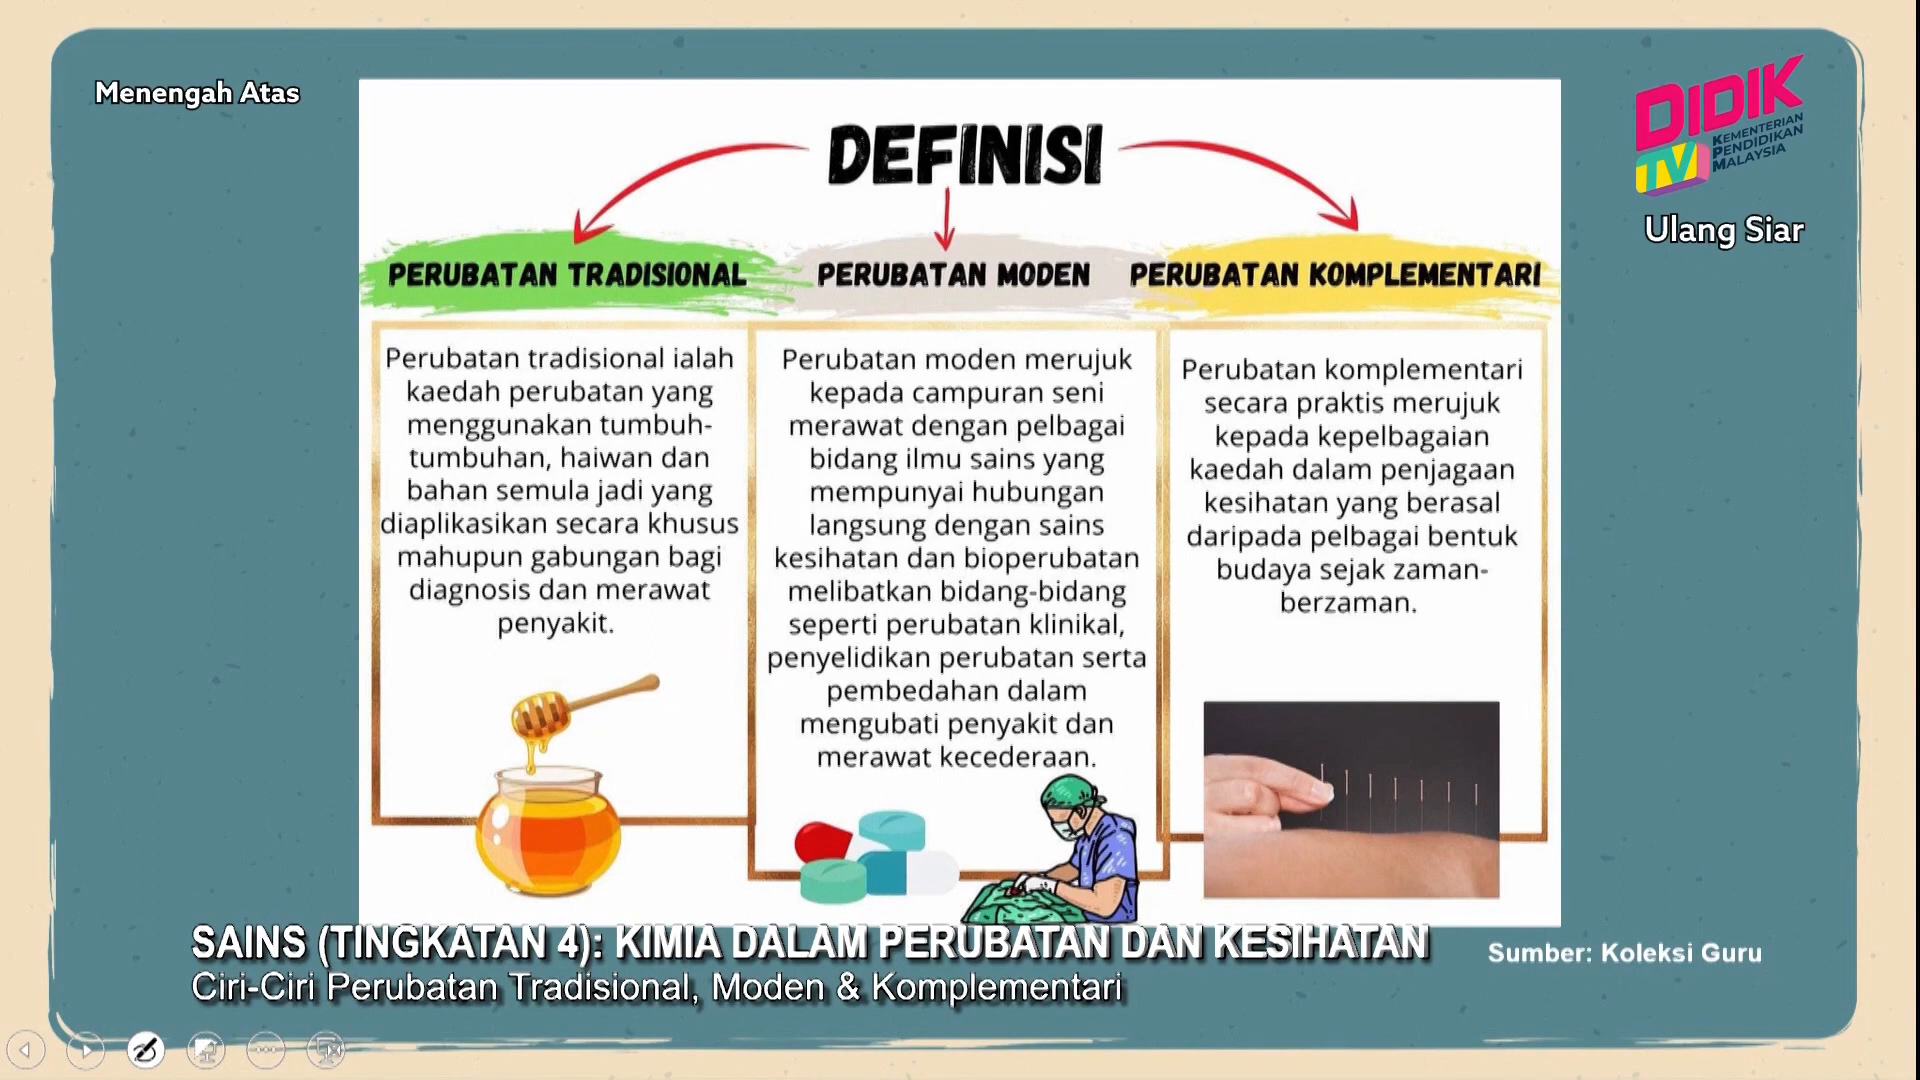 Menengah Atas
DIDIK
TV
KEMENTERIAN
PENDIDIKAN
MALAYSIA
Ulang Siar
DEFINISI
PERUBATAN TRADISIONAL
Perubatan tradisional ialah
kaedah perubatan yang
menggunakan tumbuh-
tumbuhan, haiwan dan
bahan semula jadi yang
diaplikasikan secara khusus
mahupun gabungan bagi
diagnosis dan merawat
penyakit.
PERUBATAN MODEN
Perubatan moden merujuk
kepada campuran seni
merawat dengan pelbagai
bidang ilmu sains yang
mempunyai hubungan
langsung dengan sains
kesihatan dan bioperubatan
melibatkan bidang-bidang
seperti perubatan klinikal,
penyelidikan perubatan serta
pembedahan dalam
mengubati penyakit dan
merawat kecederaan.
PERUBATAN KOMPLEMENTARI
Perubatan komplementari
secara praktis merujuk
kepada kepelbagaian
kaedah dalam penjagaan
kesihatan yang berasal
daripada pelbagai bentuk
budaya sejak zaman-
berzaman.
SAINS (TINGKATAN 4): KIMIA DALAM PERUBATAN DAN KESIHATAN
Ciri-Ciri Perubatan Tradisional, Moden & Komplementari
Sumber: Koleksi Guru